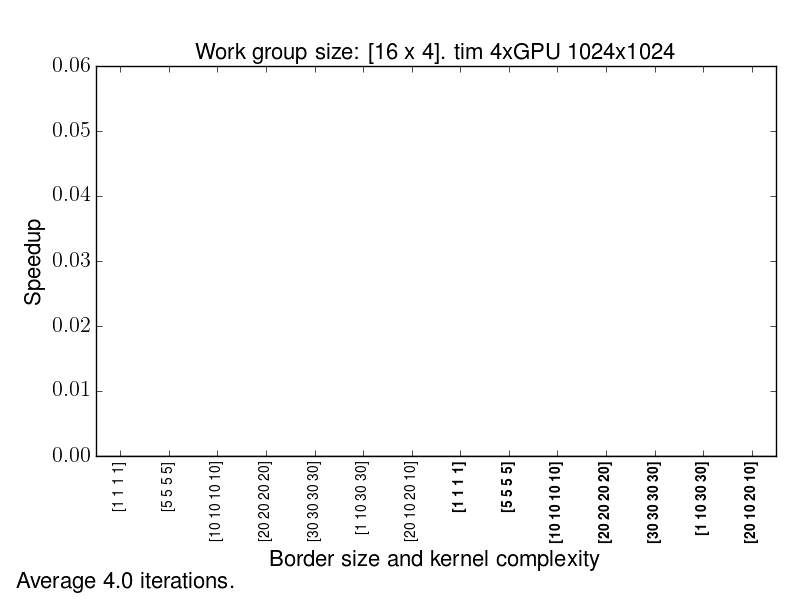 Work group size: [16 x 4]. tim 4xGPU 1024x1024
0.06
0.05
0.04
0.03
0.02
0.01
0.00
Speedup
[1 1 1 1]
[5 5 5 5]
[10 10 10 10]
[20 20 20 20]
[30 30 30 30]
[1 10 30 30]
[20 10 20 10]
[1 1 1 1]
[5 5 5 5]
[10 10 10 10]
[20 20 20 20]
[30 30 30 30]
[1 10 30 30]
[20 10 20 10]
Border size and kernel complexity
Average 4.0 iterations.